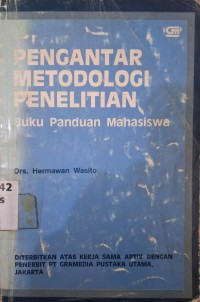 PENGANTAR
METODOLOGI
PENELITIAN
Buku Panduan Mahasiswa
Drs. Hermawan Wasito
42
S
DITERBITKAN ATAS KERJA SAMA APTIK DENGAN
PENERBIT PT GRAMEDIA PUSTAKA UTAMA,
JAKARTA